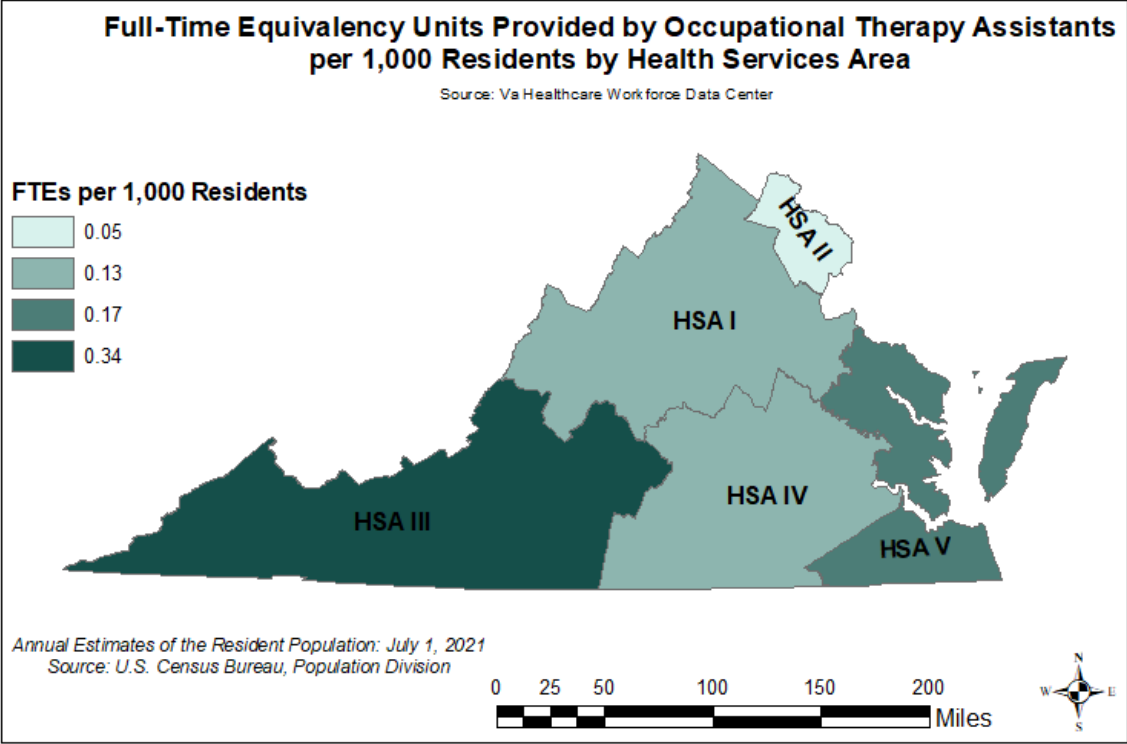 Full-Time Equivalency Units Provided by Occupational Therapy Assistants
per 1,000 Residents by Health Services Area
Source: Va Healthcare Workforce Data Center
FTEs per 1,000 Residents
0.05
0.13
0.17
0.34
HSA II
HSA I
HSA IV
HSA III
HSA V
Annual Estimates of the Resident Population: July 1, 2021
Source: U.S. Census Bureau, Population Division
0 25 50 100 150 200
Miles
N
W E
S